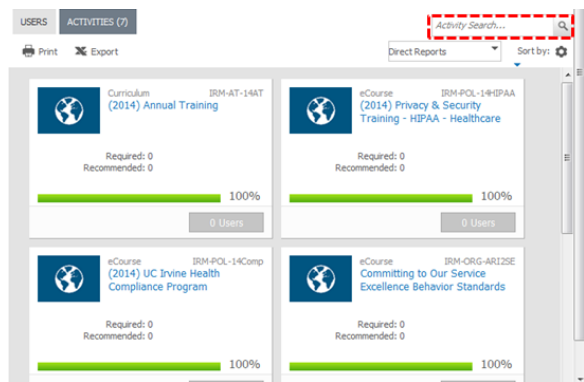 USERS ACTIVITIES (7)
Activity Search...
Print Export Direct Reports Sort by:
Curriculum IRM-AT-14AT
(2014) Annual Training
Required: 0
Recommended: 0
100%
0 Users
eCourse IRM-POL-14HIPAA
(2014) Privacy & Security
Training - HIPAA - Healthcare
Required: 0
Recommended: 0
100%
0 Users
eCourse IRM-POL-14Comp
(2014) UC Irvine Health
Compliance Program
Required: 0
Recommended: 0
100%
eCourse IRM-ORG-ARI2SE
Committing to Our Service
Excellence Behavior Standards
Required: 0
Recommended: 0
100%